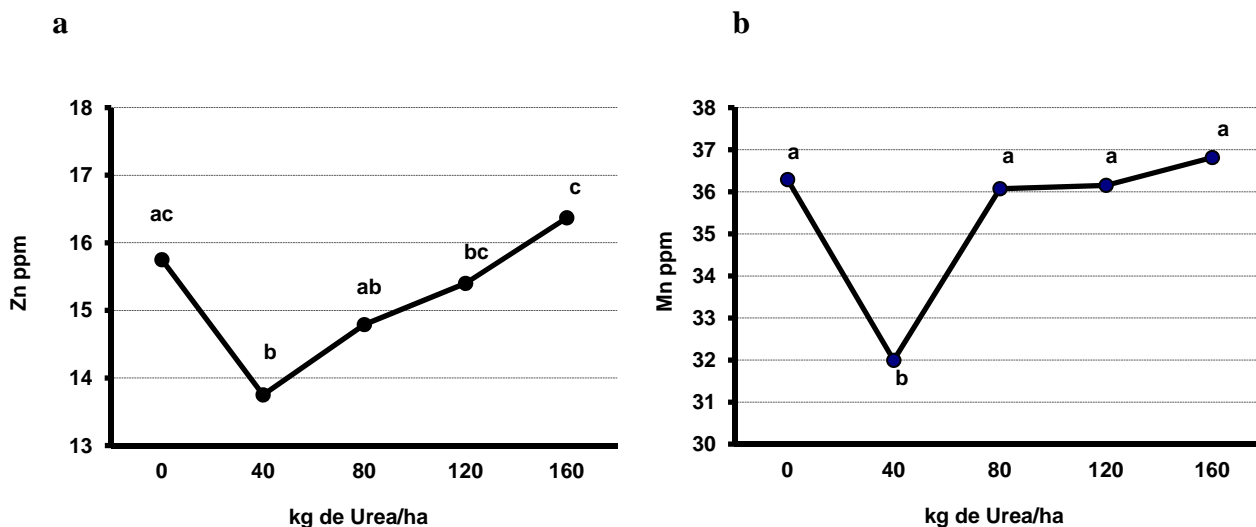 a
18
17
16
15
14
13
Zn ppm
ac
b
ab
bc
c
0 40 80 120 160
kg de Urea/ha
b
38
37
36
35
34
33
32
31
30
Mn ppm
a
b
a
a
a
0 40 80 120 160
kg de Urea/ha